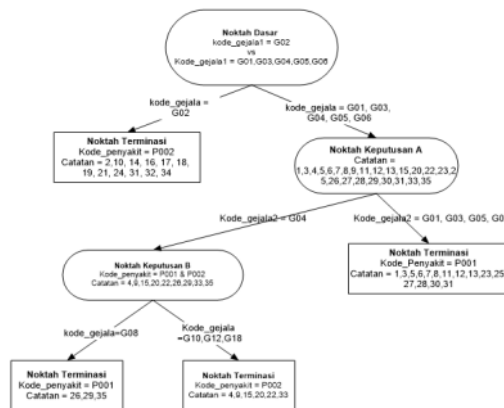 Noktah Dasar
kode_gejala1 = G02
vs
Kode_gejala1 = G01,G03,G04,G05,G06
kode_gejala =
G02
kode_gejala = G01, G03,
G04, G05, G06
Noktah Terminasi
Kode_penyakit = P002
Catatan = 2,10, 14, 16, 17, 18,
19, 21, 24, 31, 32, 34
Noktah Keputusan A
Catatan =
1,3,4,5,6,7,8,9,11,12,13,15,20,22,23,2
5,26,27,28,29,30,31,33,35
Kode_gejala2 = G04
Kode_gejala2 = G01, G03, G05, G0
Noktah Keputusan B
Kode_penyakit = P001 & P002
Catatan = 4,9,15,20,22,26,29,33,35
Noktah Terminasi
Kode_Penyakit = P001
Catatan = 1,3,5,6,7,8,11,12,13,23,25
27,28,30,31
kode_gejala=G08
Kode_gejala
=G10,G12,G18
Noktah Terminasi
Kode_penyakit = P001
Catatan = 26,29,35
Noktah Terminasi
Kode_penyakit = P002
Catatan = 4,9,15,20,22,33